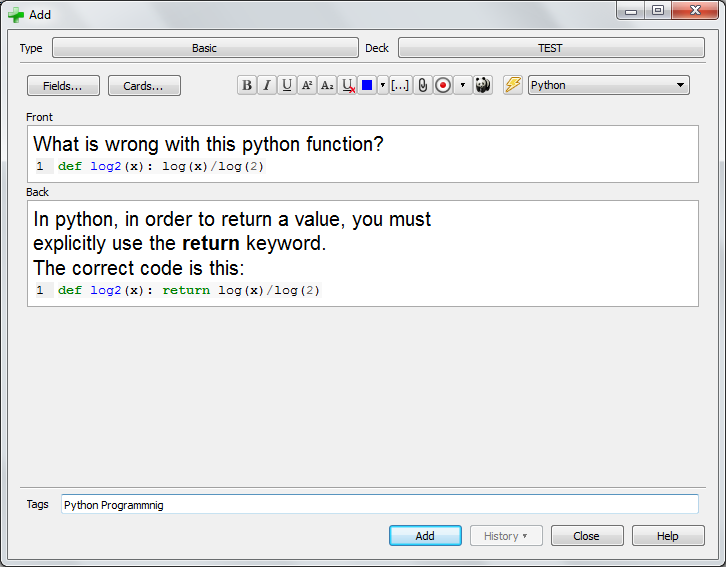 Add
Type Basic Deck TEST
Fields... Cards... B I U A² A₂ U [...] Python
Front
What is wrong with this python function?
1 def log2(x): log(x)/log(2)
Back
In python, in order to return a value, you must
explicitly use the return keyword.
The correct code is this:
1 def log2(x): return log(x)/log(2)
Tags Python Programmnig
Add History Close Help